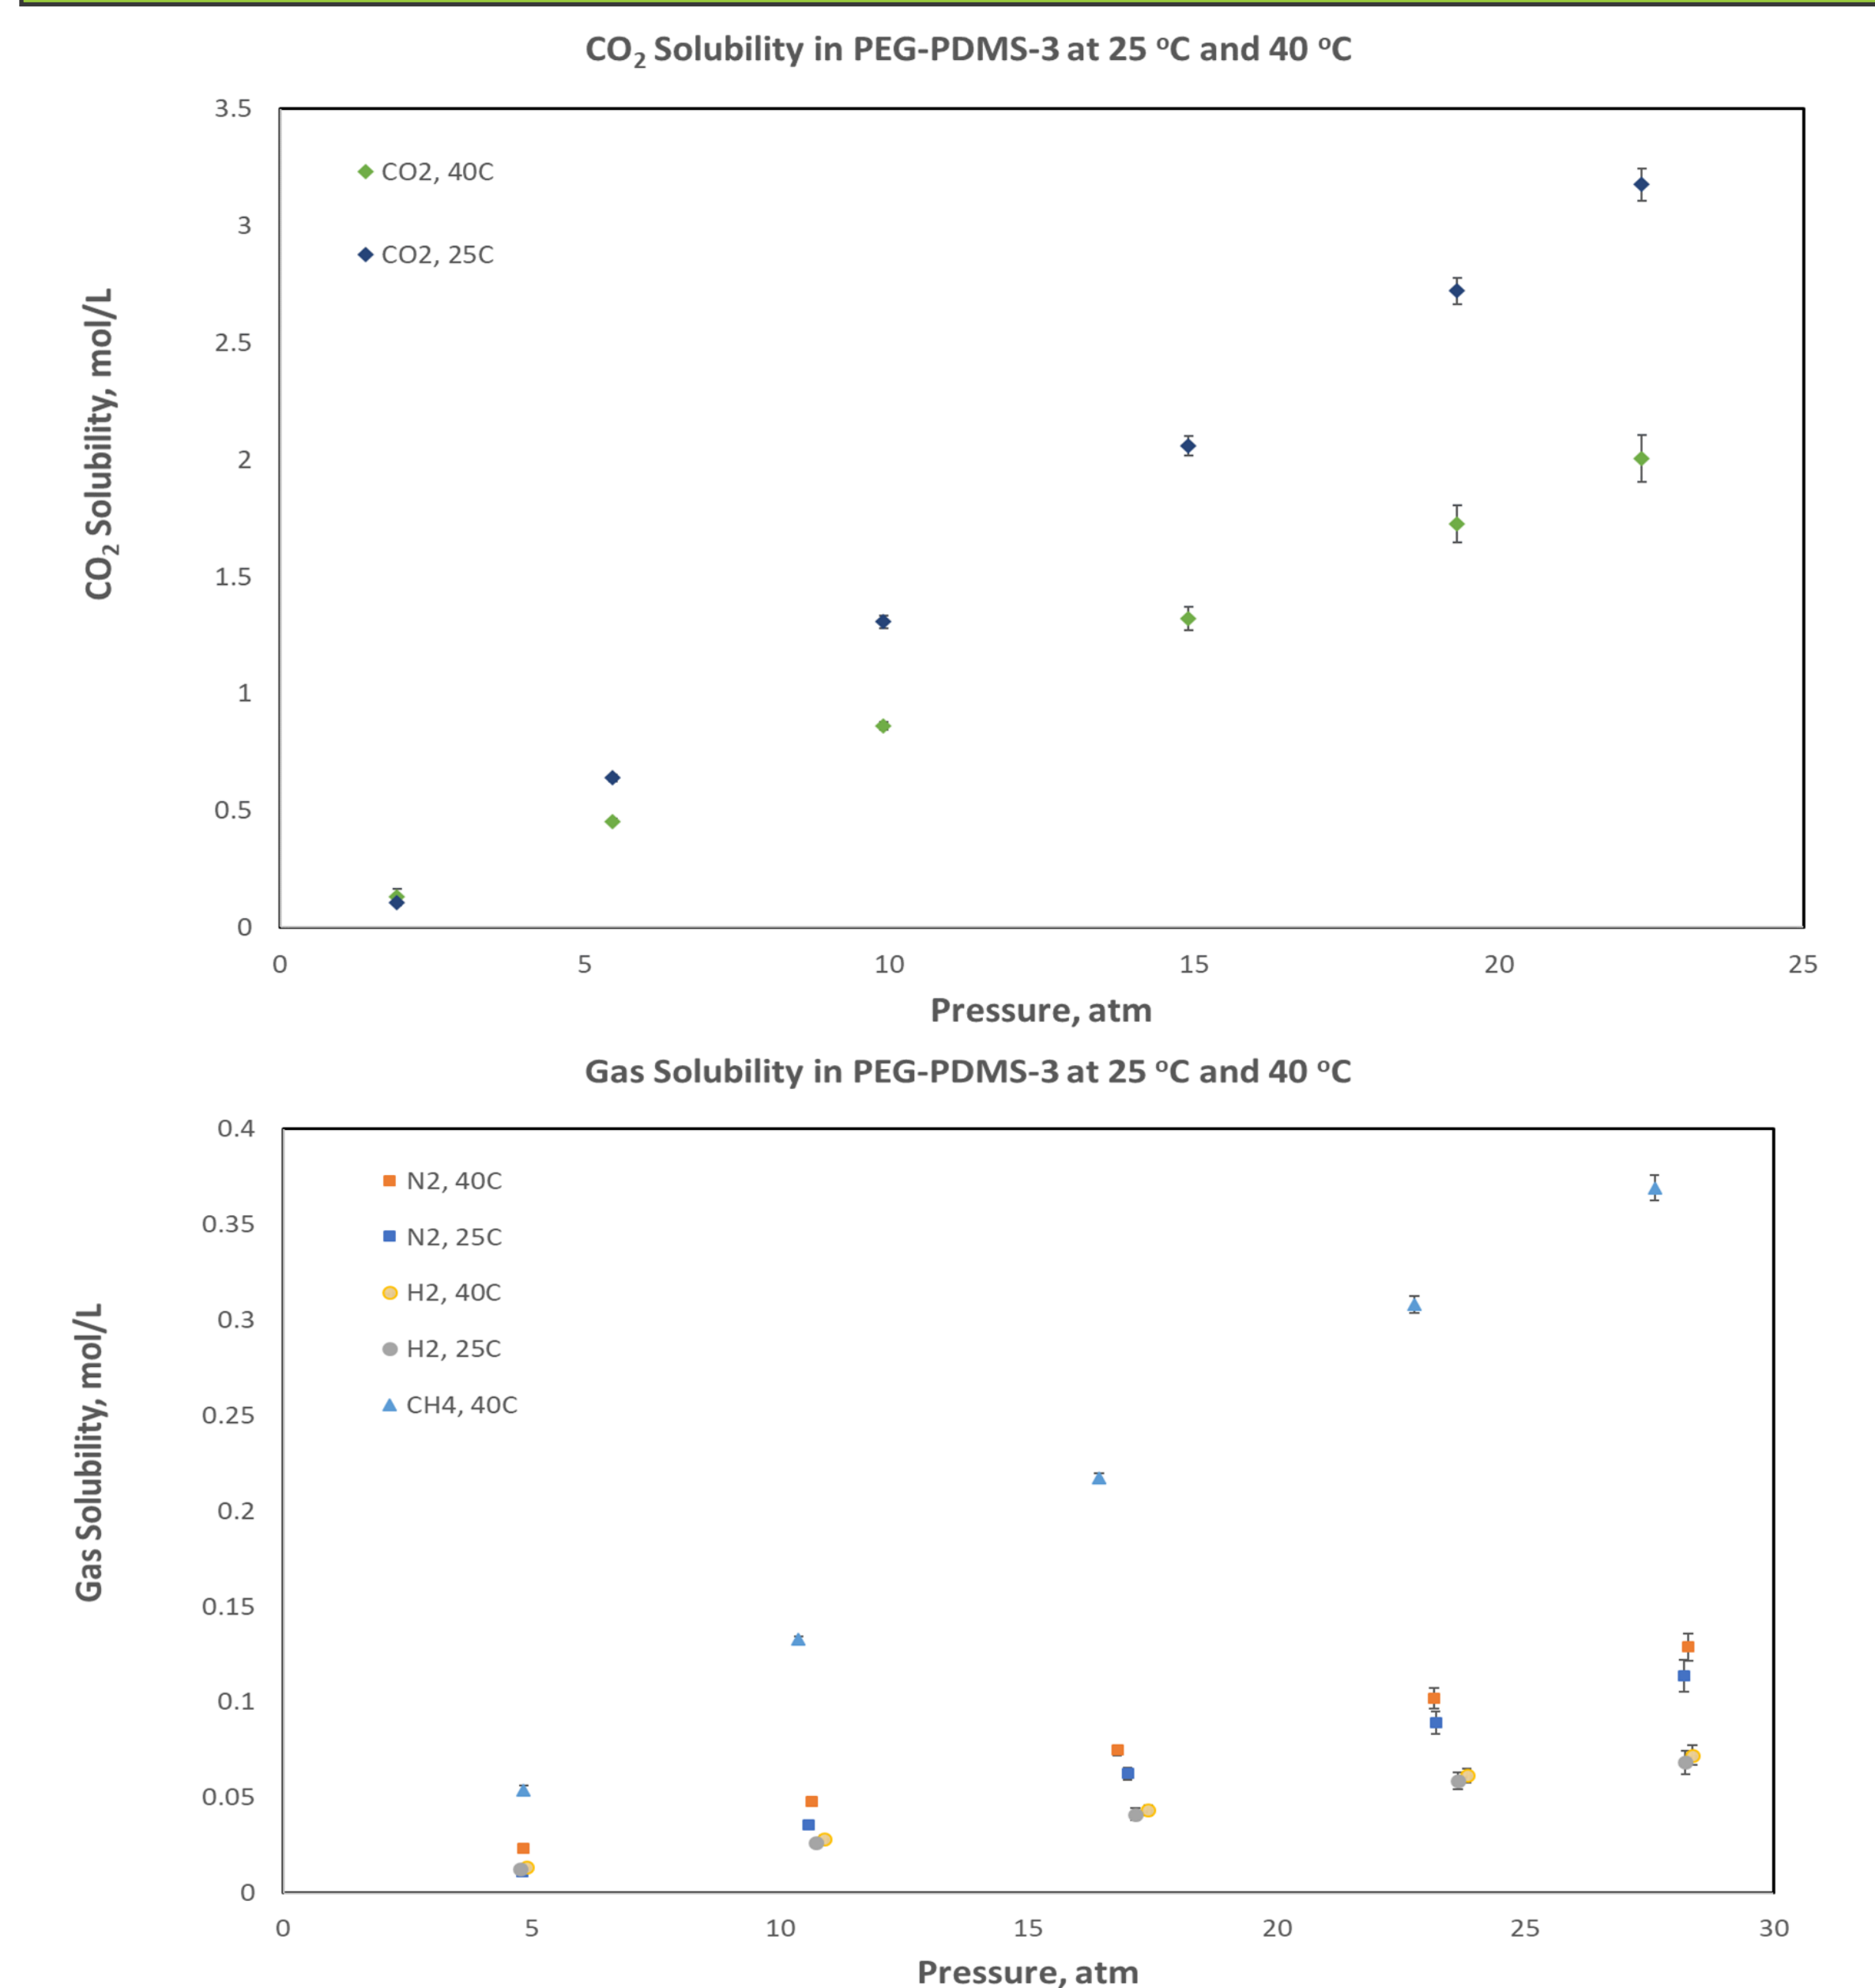 CO₂ Solubility in PEG-PDMS-3 at 25 ºC and 40 ºC
3.5
3
2.5
2
1.5
1
0.5
0
CO₂ Solubility, mol/L
CO2, 40C
CO2, 25C
0 5 10 15 20 25
Pressure, atm
Gas Solubility in PEG-PDMS-3 at 25 ºC and 40 ºC
0.4
0.35
0.3
0.25
0.2
0.15
0.1
0.05
0
Gas Solubility, mol/L
N2, 40C
N2, 25C
H2, 40C
H2, 25C
CH4, 40C
0 5 10 15 20 25 30
Pressure, atm